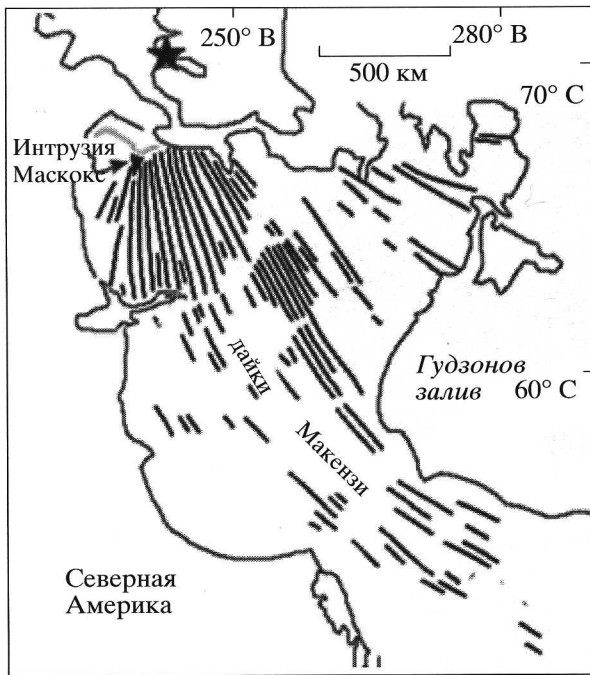 250° В
280° В
500 км
70° С
Интрузия
Маскокс
дайки
Гудзонов
залив
60° С
Макензи
Северная
Америка